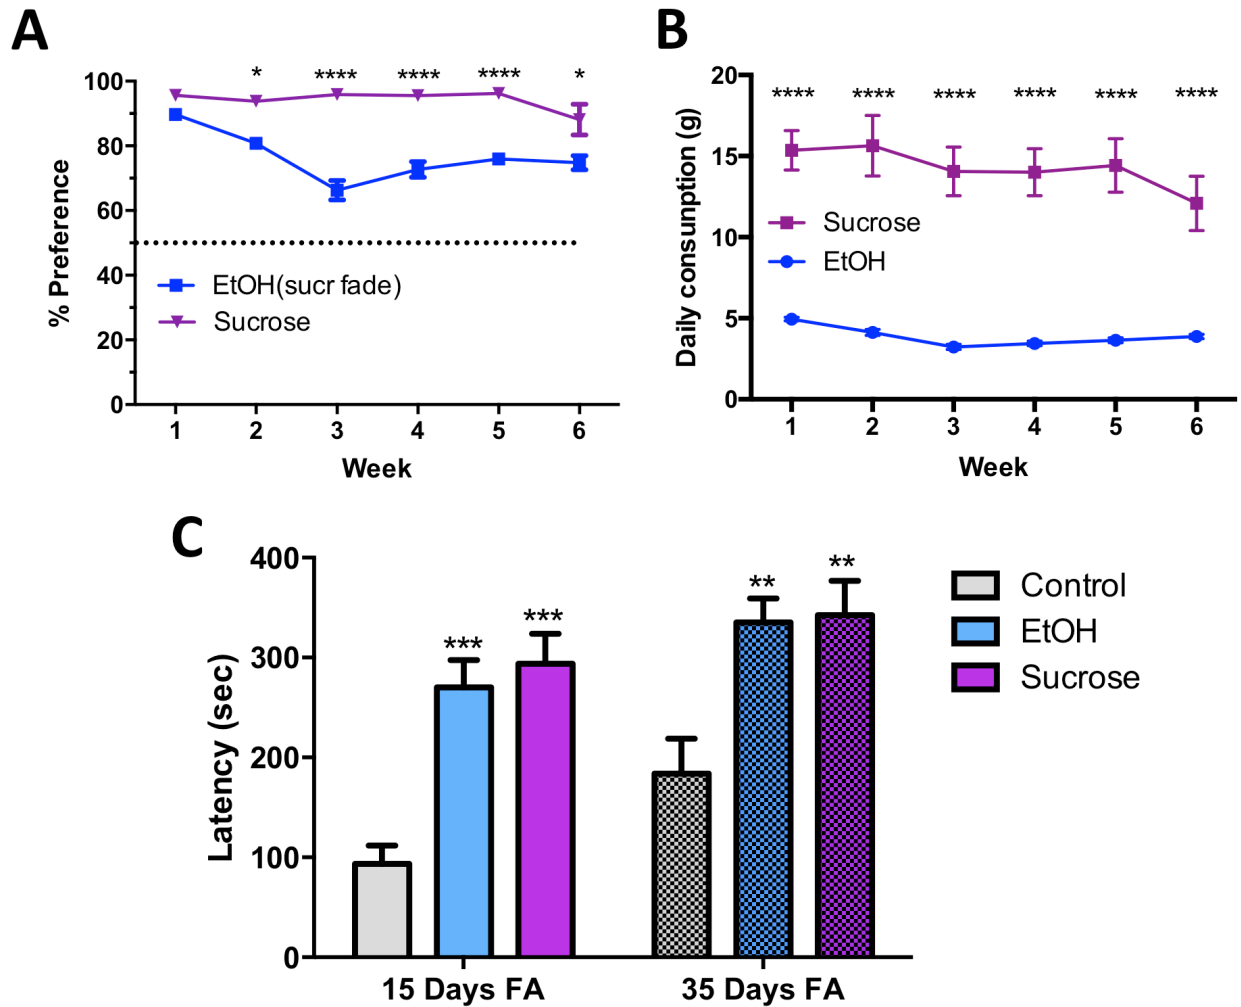 A
* **** **** **** *
100
80
60
40
20
0
% Preference
EtOH(sucr fade)
Sucrose
1 2 3 4 5 6
Week
B
20
15
10
5
0
**** **** **** **** **** ****
Daily consumption (g)
Sucrose
EtOH
1 2 3 4 5 6
Week
C
400
300
200
100
0
Latency (sec)
*** *** ** **
Control
EtOH
Sucrose
15 Days FA 35 Days FA